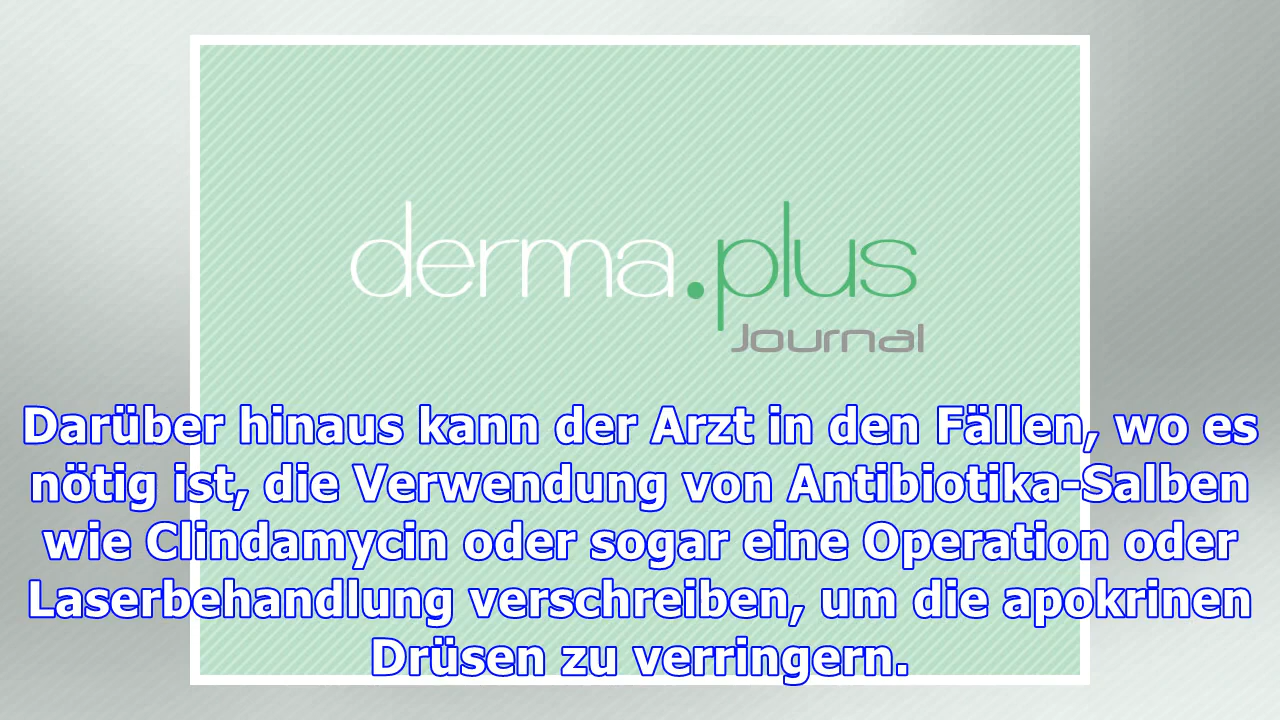 derma.plus
Journal
Darüber hinaus kann der Arzt in den Fällen, wo es
nötig ist, die Verwendung von Antibiotika-Salben
wie Clindamycin oder sogar eine Operation oder
Laserbehandlung verschreiben, um die apokrinen
Drüsen zu verringern.